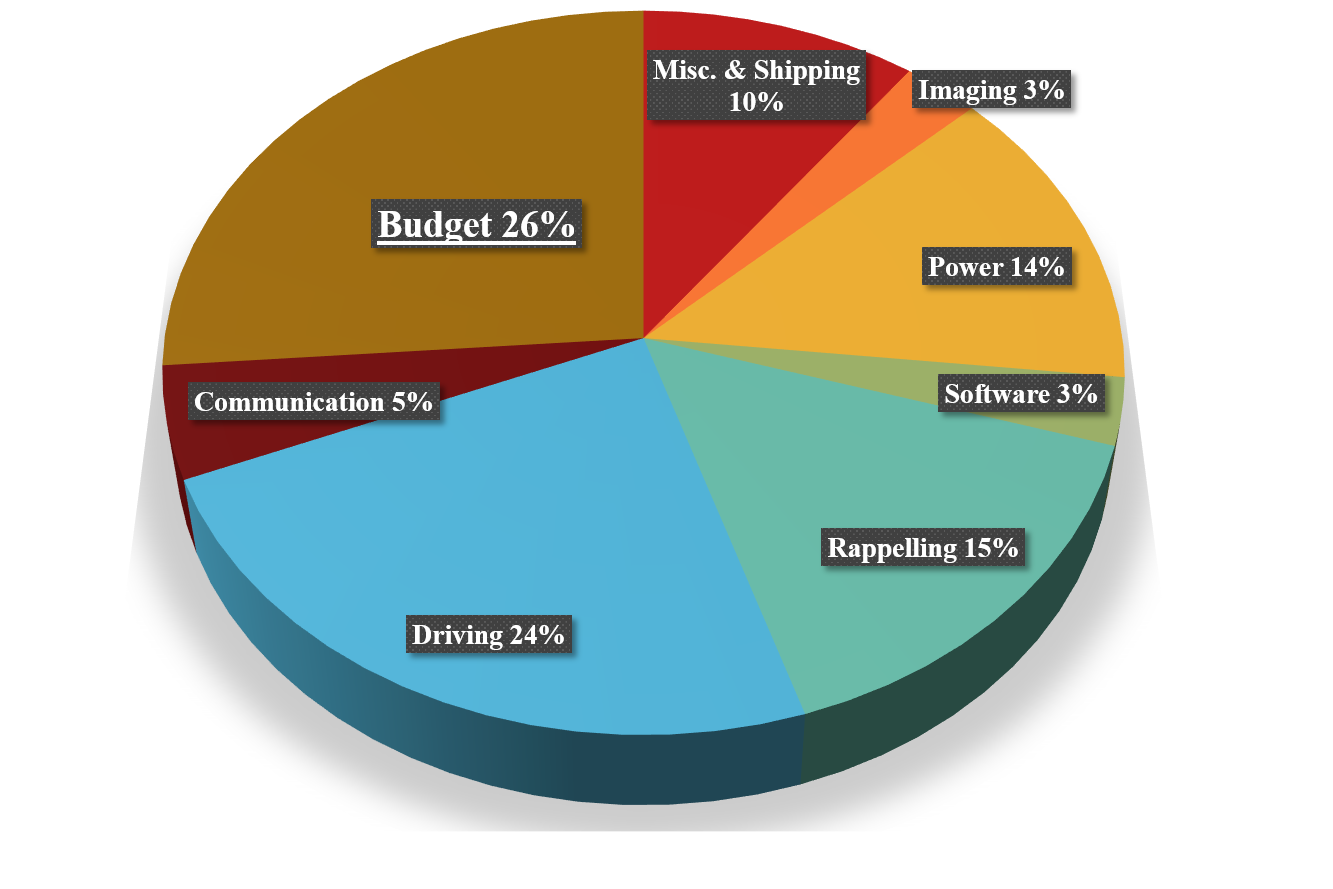 Misc. & Shipping
10%
Imaging 3%
Budget 26%
Power 14%
Software 3%
Communication 5%
Rappelling 15%
Driving 24%